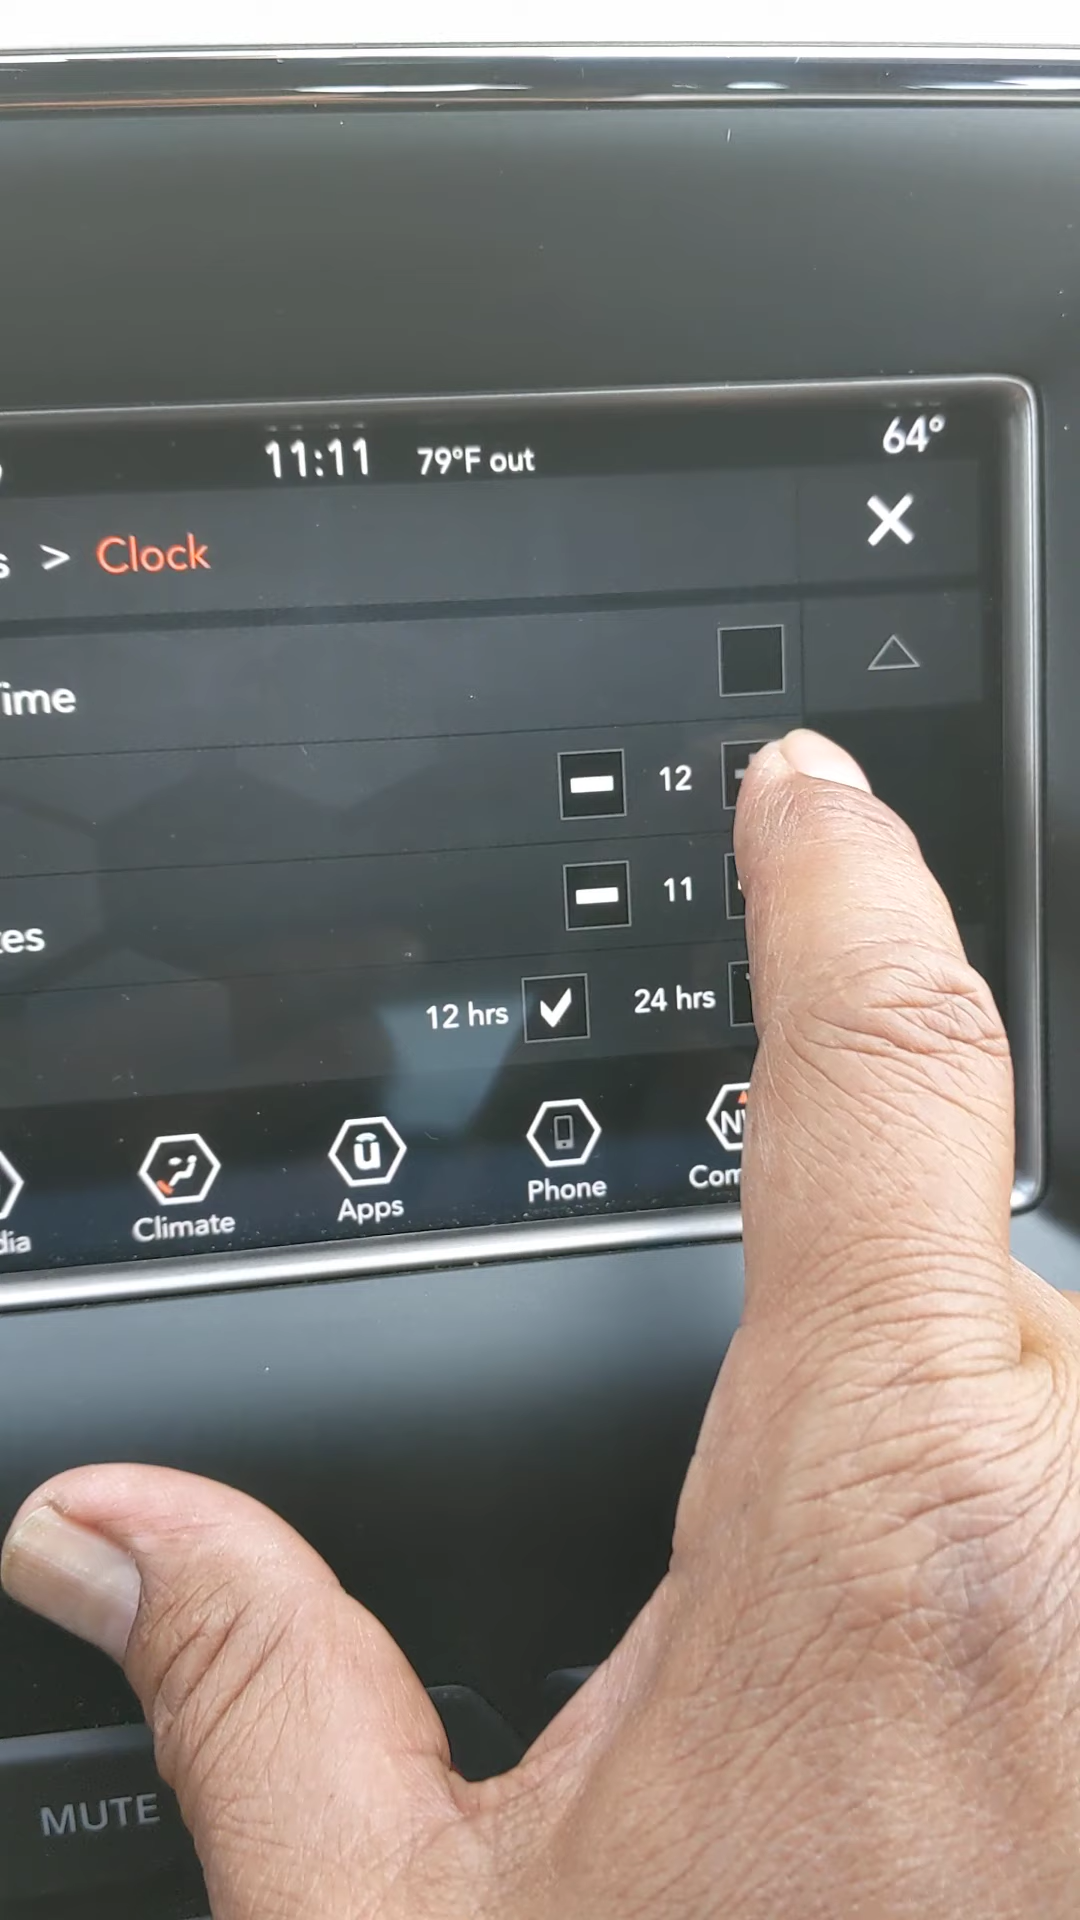 11:11 79°F out 64°
> Clock
12
11
12 hrs 24 hrs
Climate Apps Phone
MUTE